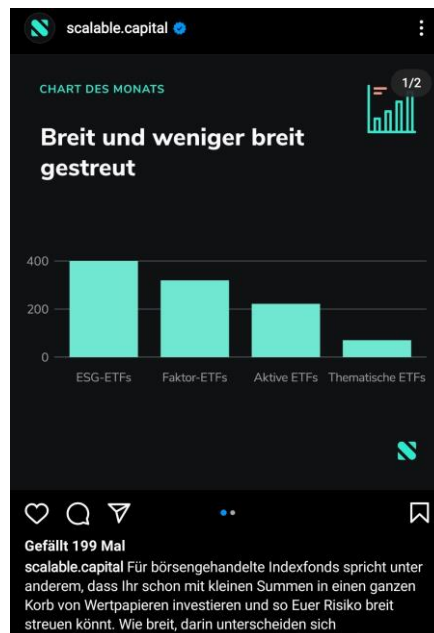 scalable.capital
1/2
CHART DES MONATS
Breit und weniger breit
gestreut
400
200
0
ESG-ETFs Faktor-ETFs Aktive ETFs Thematische ETFs
Gefällt 199 Mal
scalable.capital Für börsengehandelte Indexfonds spricht unter
anderem, dass Ihr schon mit kleinen Summen in einen ganzen
Korb von Wertpapieren investieren und so Euer Risiko breit
streuen könnt. Wie breit, darin unterscheiden sich